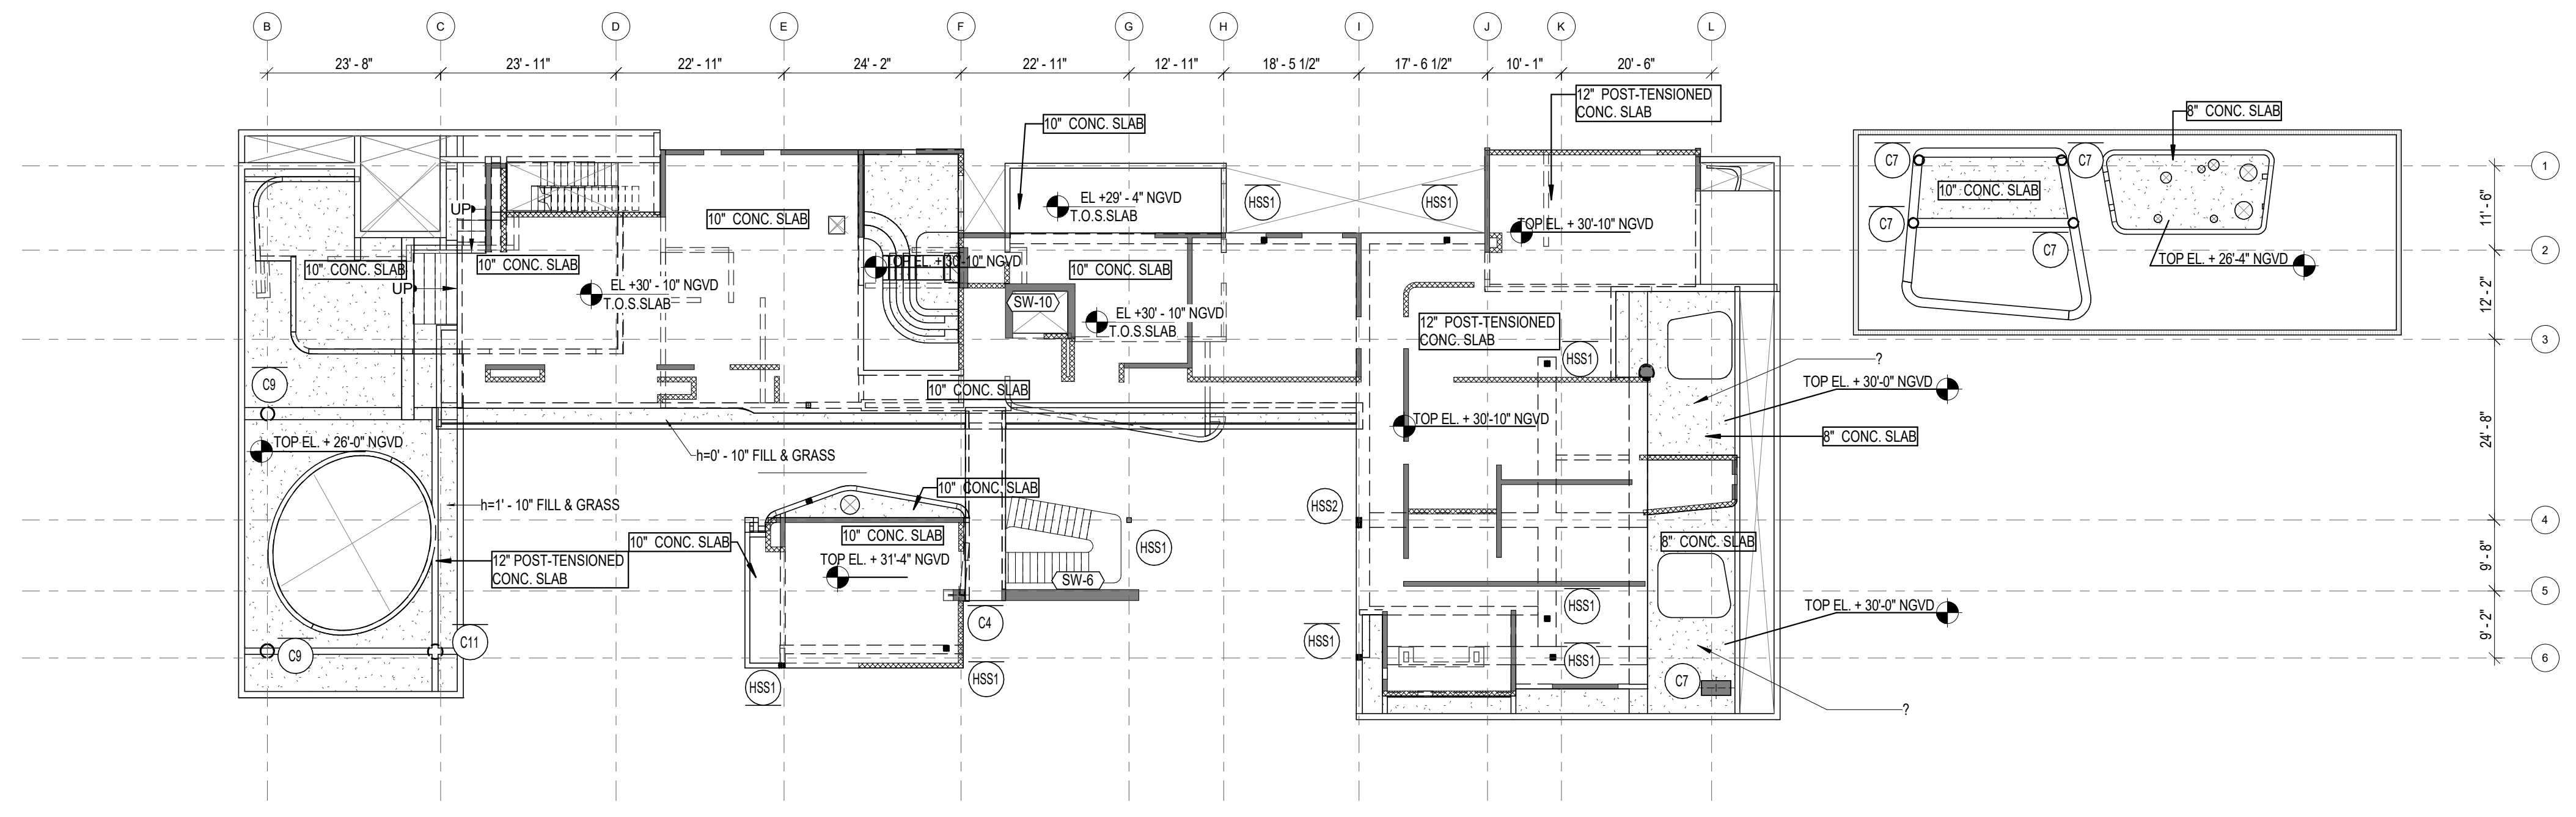 B C D E F G H I J K L
23' - 8" 23' - 11" 22' - 11" 24' - 2" 22' - 11" 12' - 11" 18' - 5 1/2" 17' - 6 1/2" 10' - 1" 20' - 6"
12" POST-TENSIONED
CONC. SLAB
8" CONC. SLAB
10" CONC. SLAB
C7
C7
1
10" CONC. SLAB
EL +29' - 4" NGVD
T.O.S.SLAB
HSS1
HSS1
UP
10" CONC. SLAB
TOP EL. + 30'-10" NGVD
C7
C7
11' - 6"
2
10" CONC. SLAB
10" CONC. SLAB
TOP EL. + 30'-10" NGVD
10" CONC. SLAB
TOP EL. + 26'-4" NGVD
UP
EL +30' - 10" NGVD
T.O.S.SLAB
SW-10
EL +30' - 10" NGVD
T.O.S.SLAB
12" POST-TENSIONED
CONC. SLAB
12' - 2"
3
HSS1
?
C9
10" CONC. SLAB
TOP EL. + 30'-0" NGVD
TOP EL. + 30'-10" NGVD
8" CONC. SLAB
24' - 8"
TOP EL. + 26'-0" NGVD
h=0' - 10" FILL & GRASS
10" CONC. SLAB
h=1' - 10" FILL & GRASS
HSS2
4
10" CONC. SLAB
10" CONC. SLAB
8" CONC. SLAB
HSS1
12" POST-TENSIONED
CONC. SLAB
TOP EL. + 31'-4" NGVD
SW-6
9' - 8"
5
HSS1
TOP EL. + 30'-0" NGVD
C4
C11
HSS1
9' - 2"
C9
HSS1
6
HSS1
HSS1
C7
?